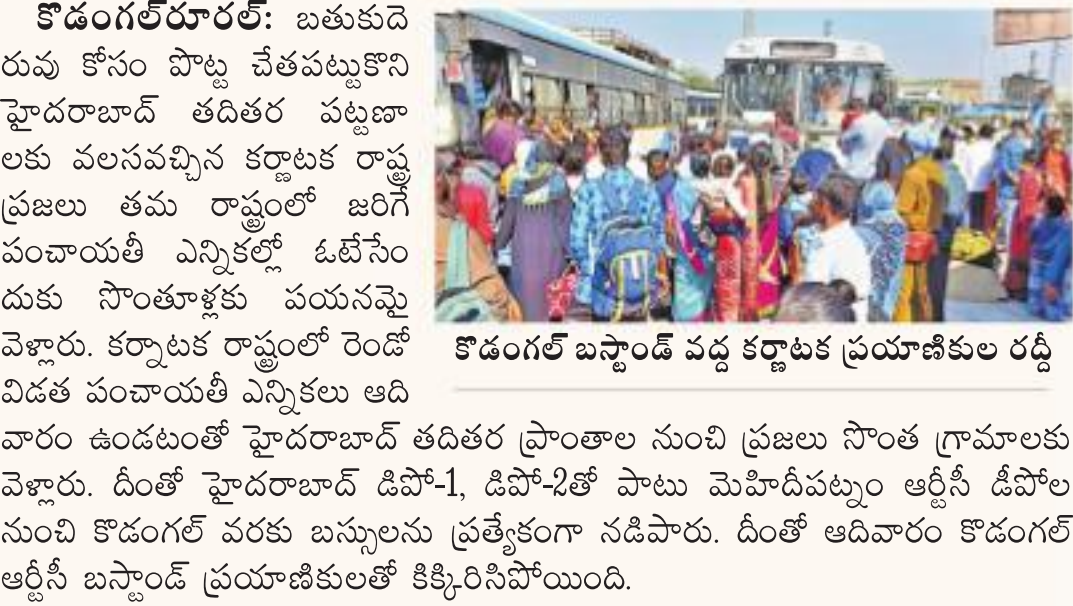 కొడంగల్‌రూరల్: బతుకుదె
రువు కోసం పొట్ట చేతపట్టుకొని
హైదరాబాద్ తదితర పట్టణా
లకు వలసవచ్చిన కర్ణాటక రాష్ట్ర
ప్రజలు తమ రాష్ట్రంలో జరిగే
పంచాయతీ ఎన్నికల్లో ఓటేసేం
దుకు సొంతూళ్లకు పయనమై
వెళ్లారు. కర్నాటక రాష్ట్రంలో రెండో
విడత పంచాయతీ ఎన్నికలు ఆది
వారం ఉండటంతో హైదరాబాద్ తదితర ప్రాంతాల నుంచి ప్రజలు సొంత గ్రామాలకు
వెళ్లారు. దీంతో హైదరాబాద్ డిపో-1, డిపో-2తో పాటు మెహిదీపట్నం ఆర్టీసీ డీపోల
నుంచి కొడంగల్ వరకు బస్సులను ప్రత్యేకంగా నడిపారు. దీంతో ఆదివారం కొడంగల్
ఆర్టీసీ బస్టాండ్ ప్రయాణికులతో కిక్కిరిసిపోయింది.
కొడంగల్ బస్టాండ్ వద్ద కర్ణాటక ప్రయాణికుల రద్దీ